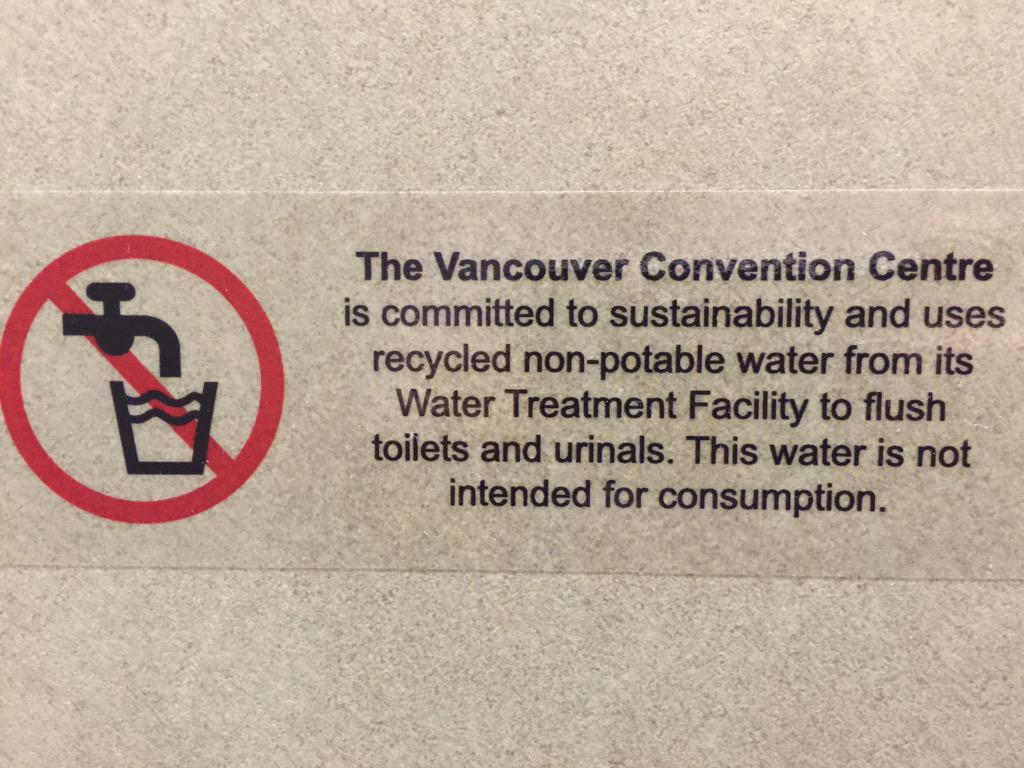 The Vancouver Convention Centre
is committed to sustainability and uses
recycled non-potable water from its
Water Treatment Facility to flush
toilets and urinals. This water is not
intended for consumption.